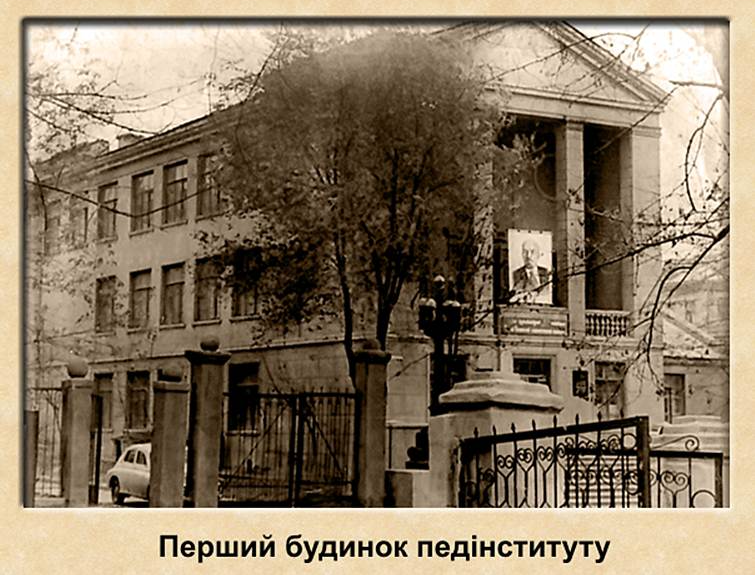 Перший будинок педінституту